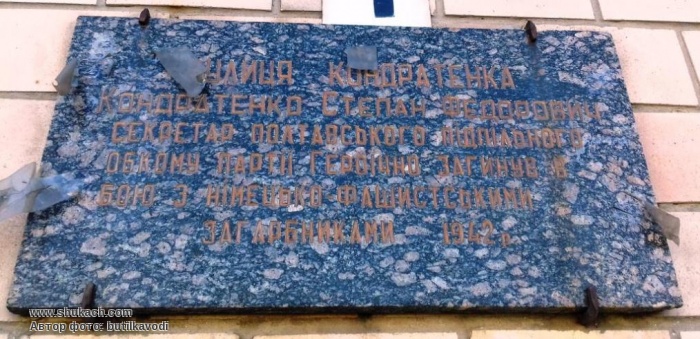 УЛИЦЯ КОНДРАТЕНКА
КОНДРАТЕНКО СТЕПАН ФЕДОРОВИЧ
СЕКРЕТАР ПОЛТАВСЬКОГО ПІДПІЛЬНОГО
ОБКОМУ ПАРТІЇ ГЕРОЇЧНО ЗАГИНУВ У
БОЮ З НІМЕЦЬКО-ФАШИСТСЬКИМИ
ЗАГАРБНИКАМИ 1942 р.
www.shukach.com
Автор фото: butilkavodi